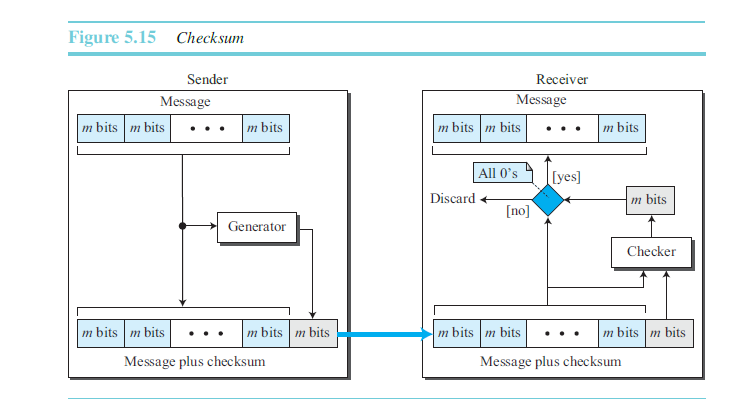 Figure 5.15 Checksum
Sender
Message
m bits m bits • • • m bits
Generator
m bits m bits • • • m bits m bits
Message plus checksum
Receiver
Message
m bits m bits • • • m bits
All 0's
[yes]
Discard
[no]
m bits
Checker
m bits m bits • • • m bits m bits
Message plus checksum